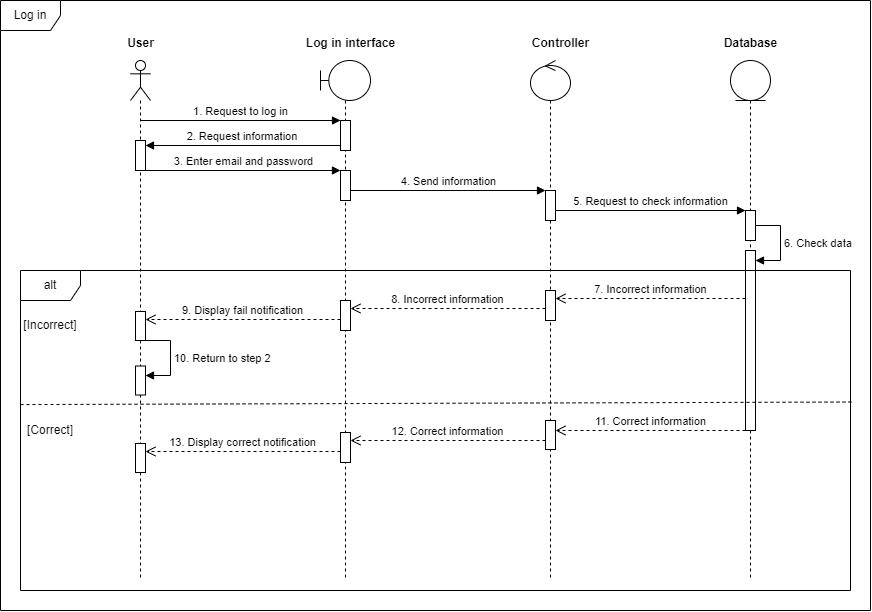 Log in
User
Log in interface
Controller
Database
1. Request to log in
2. Request information
3. Enter email and password
4. Send information
5. Request to check information
6. Check data
alt
7. Incorrect information
8. Incorrect information
9. Display fail notification
[Incorrect]
10. Return to step 2
11. Correct information
[Correct]
12. Correct information
13. Display correct notification